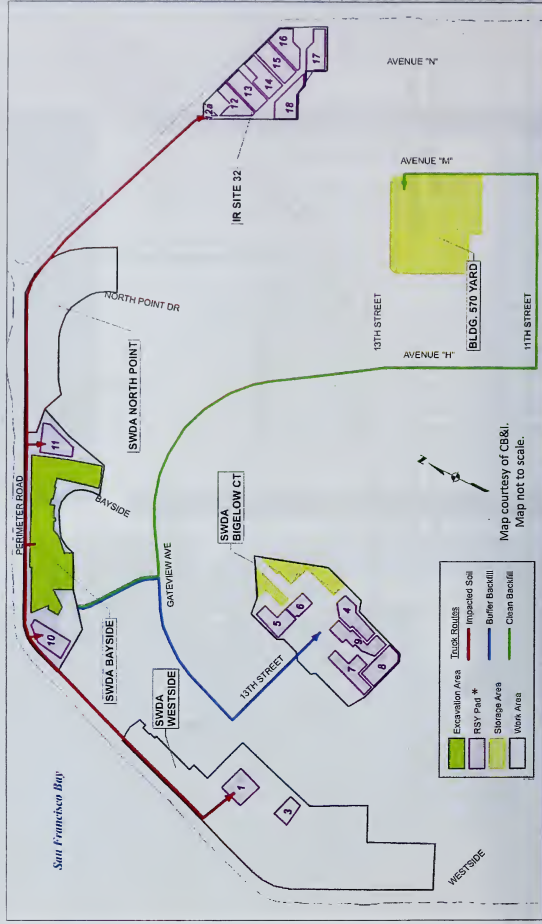 San Francisco Bay
PERIMETER ROAD
10
11
BAYSIDE
NORTH POINT DR
SWDA BAYSIDE
SWDA NORTH POINT
SWDA
WESTSIDE
1
3
WESTSIDE
GATEVIEW AVE
13TH STREET
SWDA
BIGELOW CT
5
6
4
9
7
8
12a
12
13
14
15
16
17
18
IR SITE 32
AVENUE "N"
AVENUE "M"
13TH STREET
BLDG. 570 YARD
AVENUE "H"
11TH STREET
N
Excavation Area
RSY Pad *
Storage Area
Work Area
Truck Routes
Impacted Soil
Buffer Backfill
Clean Backfill
Map courtesy of CB&I.
Map not to scale.